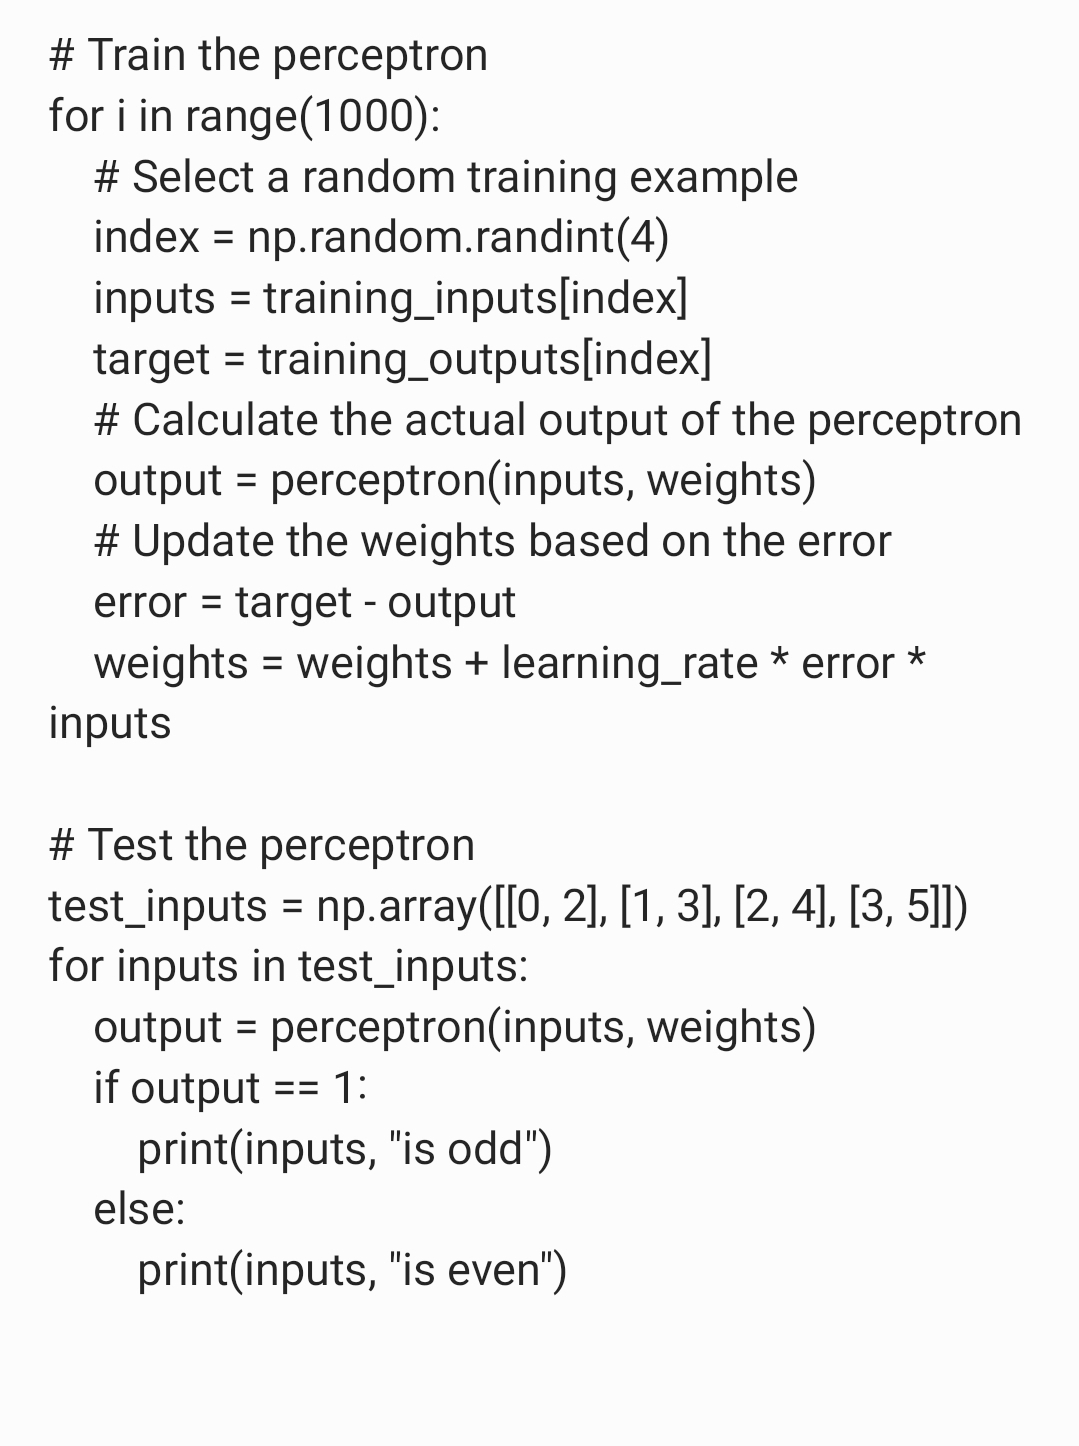 # Train the perceptron
for i in range(1000):
    # Select a random training example
    index = np.random.randint(4)
    inputs = training_inputs[index]
    target = training_outputs[index]
    # Calculate the actual output of the perceptron
    output = perceptron(inputs, weights)
    # Update the weights based on the error
    error = target - output
    weights = weights + learning_rate * error *
inputs

# Test the perceptron
test_inputs = np.array([[0, 2], [1, 3], [2, 4], [3, 5]])
for inputs in test_inputs:
    output = perceptron(inputs, weights)
    if output == 1:
        print(inputs, "is odd")
    else:
        print(inputs, "is even")